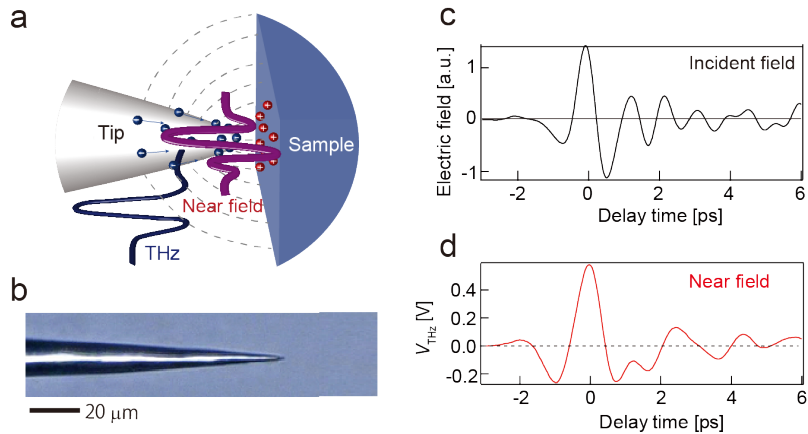 a
Tip
Sample
Near field
THz
b
20 μm
c
Electric field [a.u.]
1
0
-1
Incident field
-2
0
2
4
6
Delay time [ps]
d
V_THz [V]
0.4
0.2
0.0
-0.2
Near field
-2
0
2
4
6
Delay time [ps]